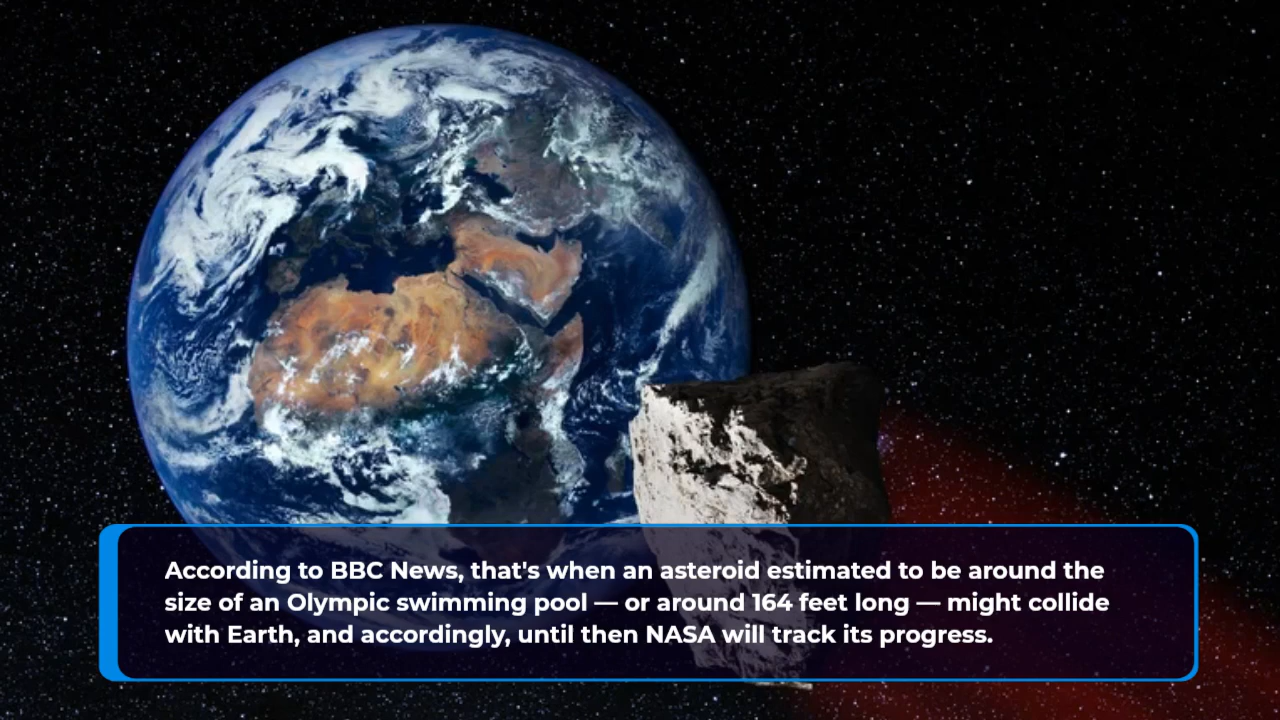 According to BBC News, that's when an asteroid estimated to be around the
size of an Olympic swimming pool — or around 164 feet long — might collide
with Earth, and accordingly, until then NASA will track its progress.